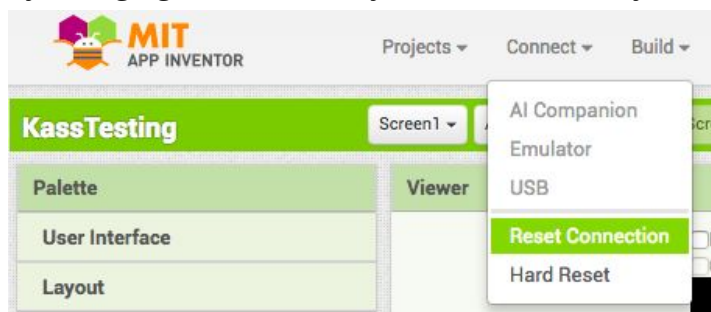 MIT
APP INVENTOR
Projects
Connect
Build
KassTesting
Screen1
AI Companion
Emulator
USB
Reset Connection
Hard Reset
Palette
Viewer
User Interface
Layout